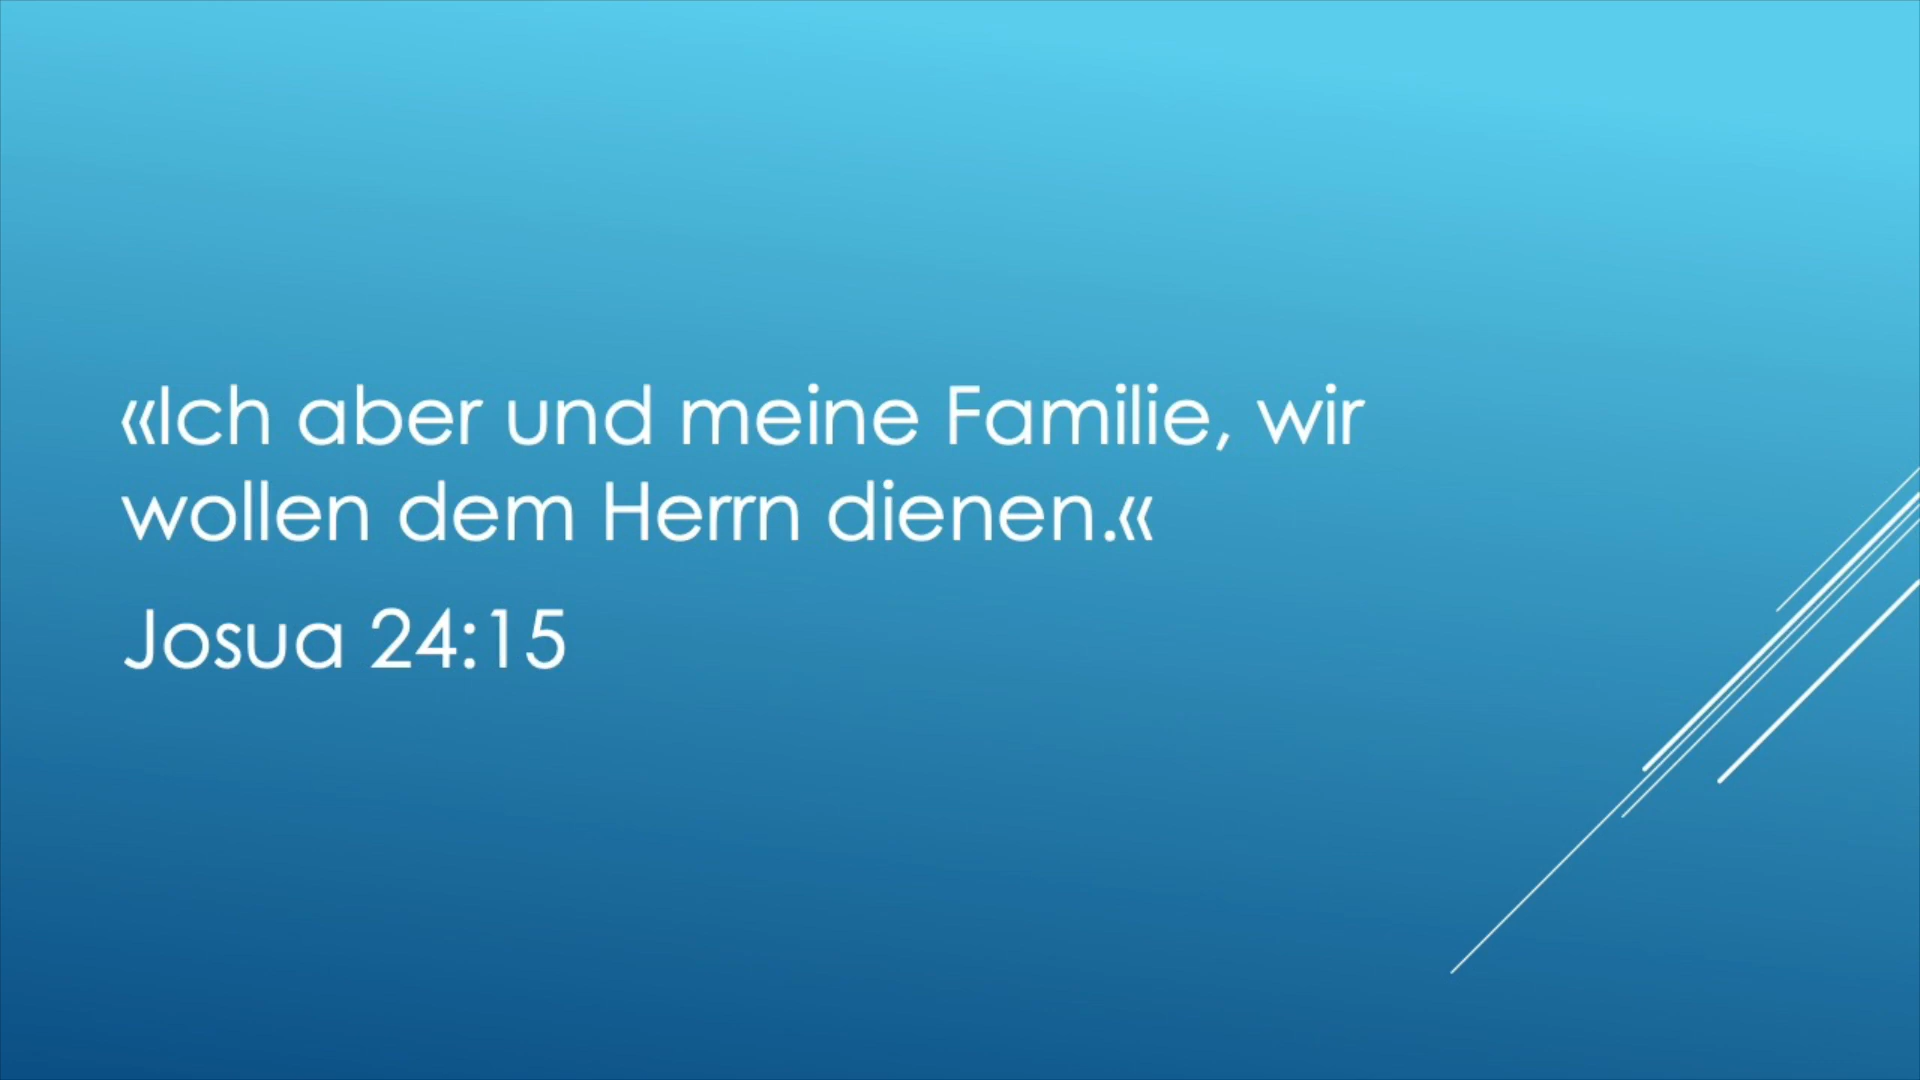 «Ich aber und meine Familie, wir
wollen dem Herrn dienen.«
Josua 24:15